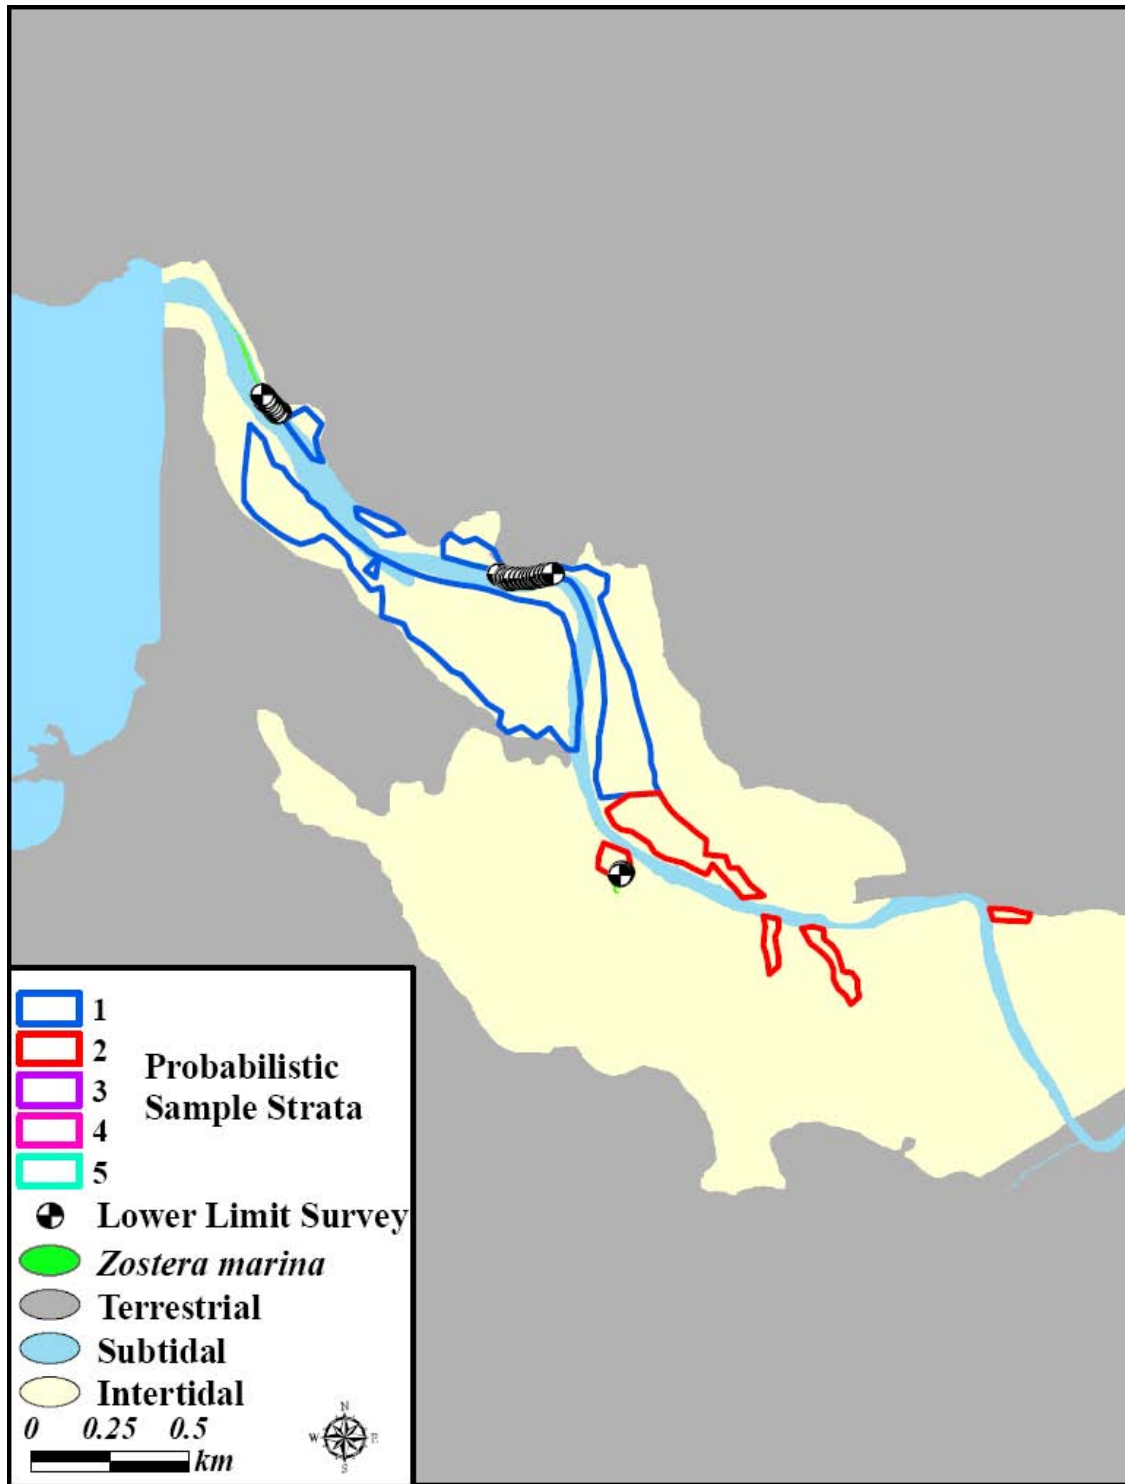 1
2
3
4
5
Probabilistic
Sample Strata
Lower Limit Survey
Zostera marina
Terrestrial
Subtidal
Intertidal
0 0.25 0.5
km
N
W E
S